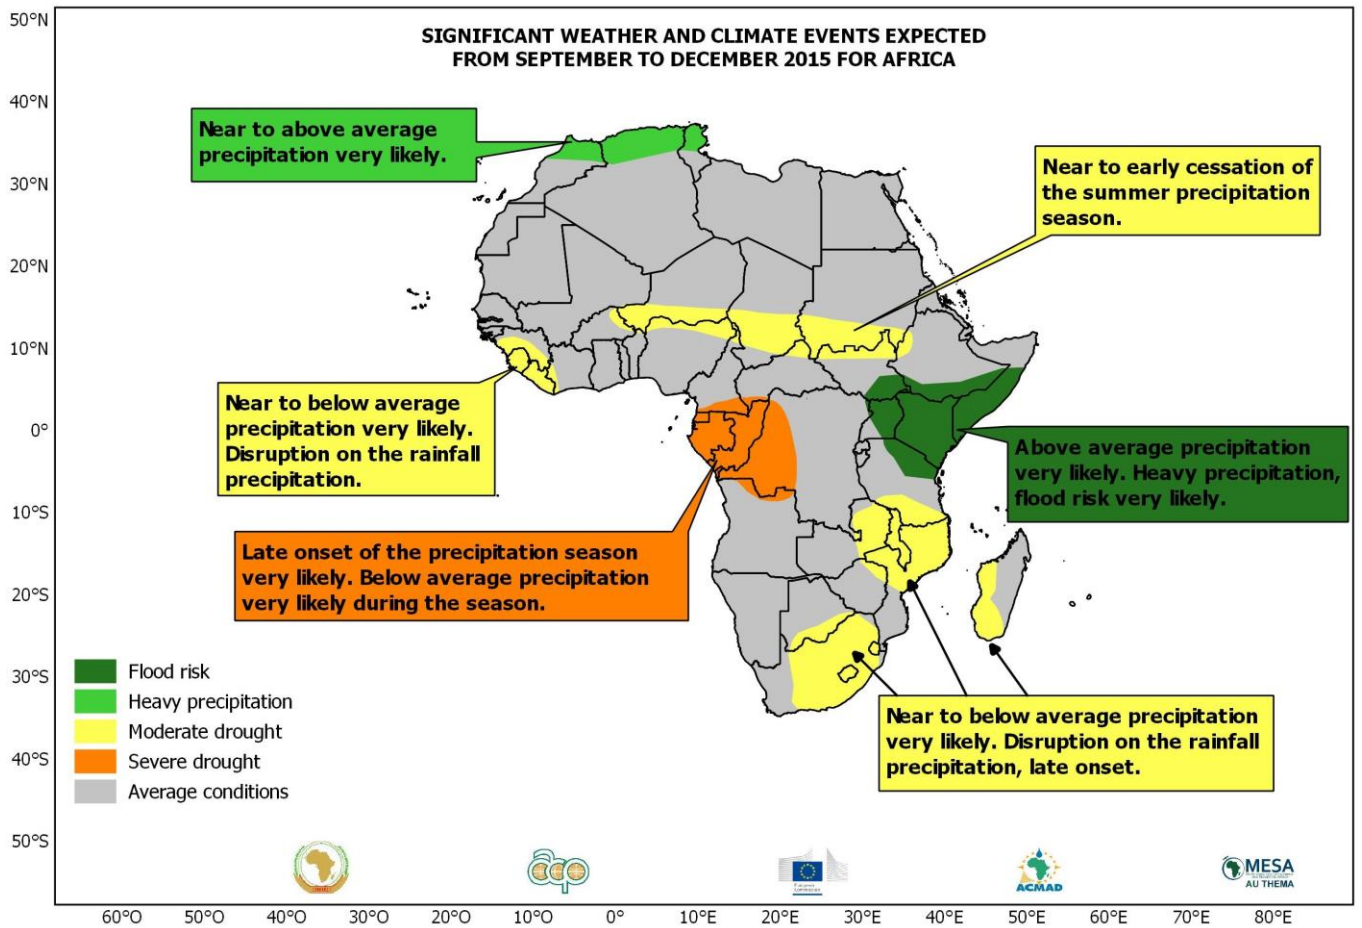 SIGNIFICANT WEATHER AND CLIMATE EVENTS EXPECTED
FROM SEPTEMBER TO DECEMBER 2015 FOR AFRICA
50°N
40°N
30°N
20°N
10°N
0°
10°S
20°S
30°S
40°S
50°S
Near to above average
precipitation very likely.
Near to early cessation of
the summer precipitation
season.
Near to below average
precipitation very likely.
Disruption on the rainfall
precipitation.
Above average precipitation
very likely. Heavy precipitation,
flood risk very likely.
Late onset of the precipitation season
very likely. Below average precipitation
very likely during the season.
Near to below average precipitation
very likely. Disruption on the rainfall
precipitation, late onset.
Flood risk
Heavy precipitation
Moderate drought
Severe drought
Average conditions
acp
European
Commission
ACMAD
MESA
AU THEMA
60°O
50°O
40°O
30°O
20°O
10°O
0°
10°E
20°E
30°E
40°E
50°E
60°E
70°E
80°E